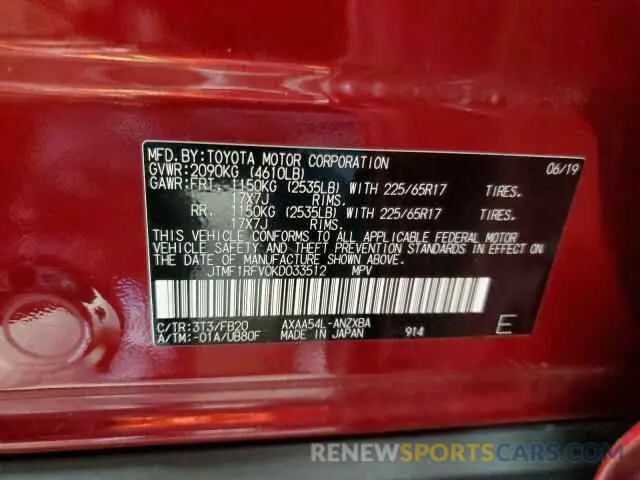 MFD.BY:TOYOTA MOTOR CORPORATION 06/19
GVWR:2090KG (4610LB)
GAWR:FRT. 1150KG (2535LB) WITH 225/65R17 TIRES.
17X7J RIMS.
RR. 1150KG (2535LB) WITH 225/65R17 TIRES.
17X7J RIMS.
THIS VEHICLE CONFORMS TO ALL APPLICABLE FEDERAL MOTOR
VEHICLE SAFETY AND THEFT PREVENTION STANDARDS IN EFFECT ON
THE DATE OF MANUFACTURE SHOWN ABOVE.
JTMF1RFV0KD033512 MPV
C/TR:3T3/FB20 AXAA54L-ANZXBA
A/TM:-01A/UB80F MADE IN JAPAN 914 E
RENEWSPORTSCARS.COM